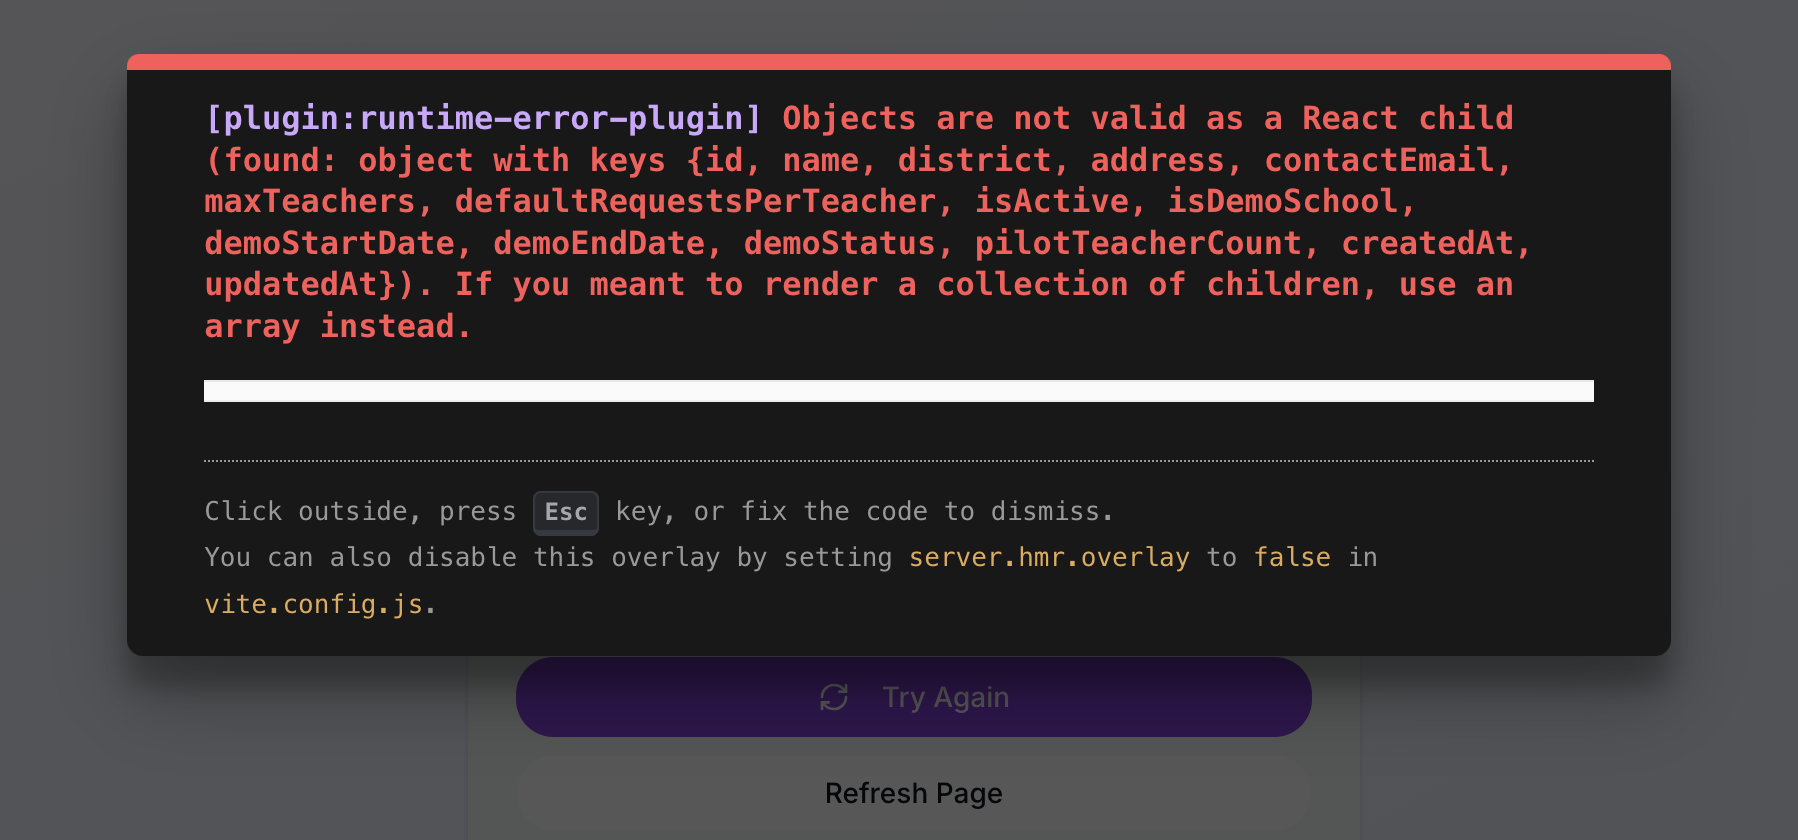 [plugin:runtime-error-plugin] Objects are not valid as a React child
(found: object with keys {id, name, district, address, contactEmail,
maxTeachers, defaultRequestsPerTeacher, isActive, isDemoSchool,
demoStartDate, demoEndDate, demoStatus, pilotTeacherCount, createdAt,
updatedAt}). If you meant to render a collection of children, use an
array instead.
Click outside, press Esc key, or fix the code to dismiss.
You can also disable this overlay by setting server.hmr.overlay to false in
vite.config.js.
Try Again
Refresh Page